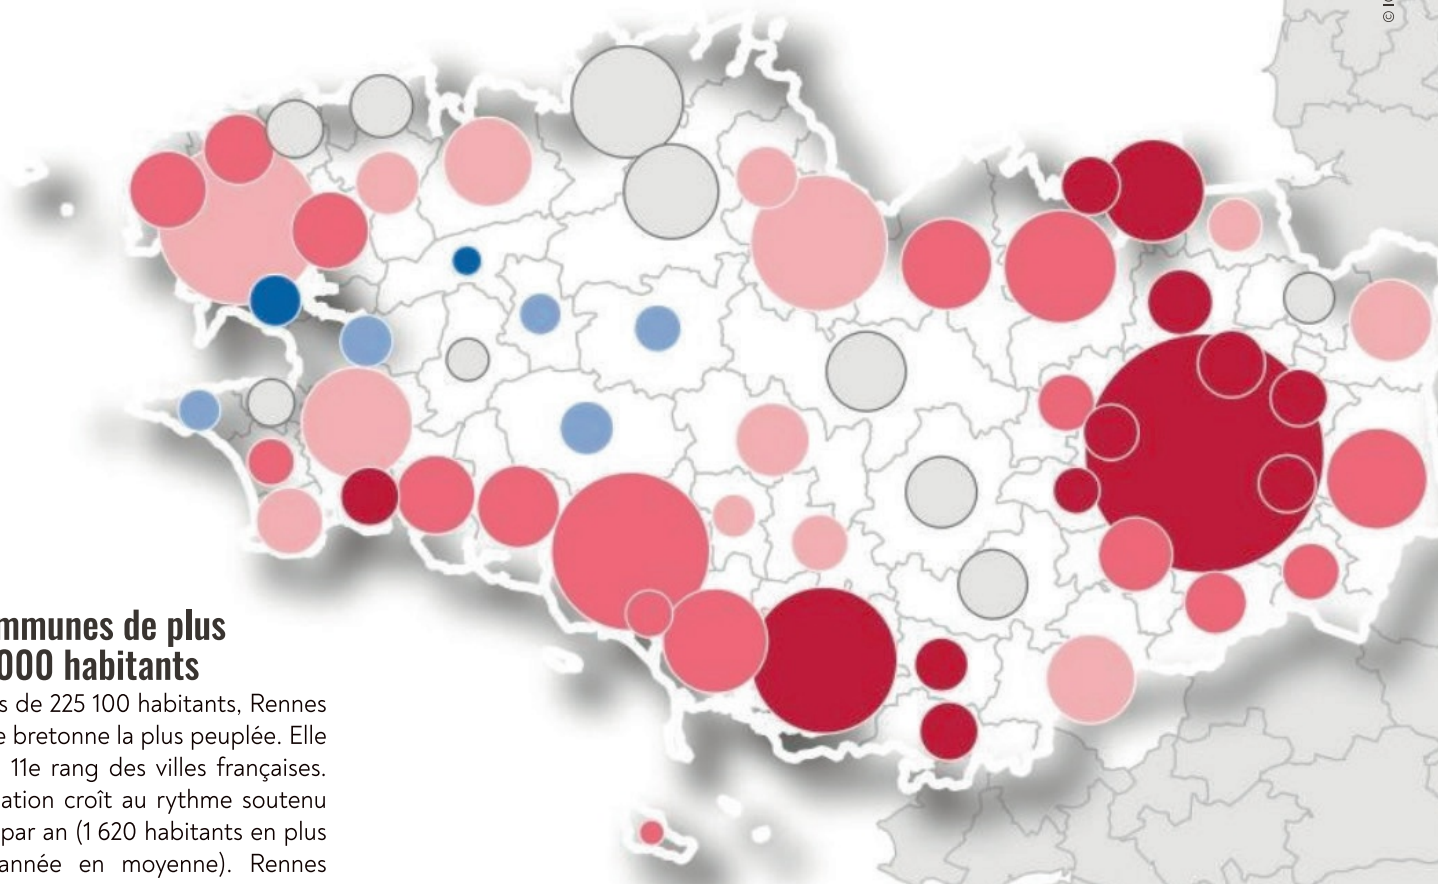 mmunes de plus
000 habitants
s de 225 100 habitants, Rennes
e bretonne la plus peuplée. Elle
11e rang des villes françaises.
ation croît au rythme soutenu
par an (1 620 habitants en plus
année en moyenne). Rennes